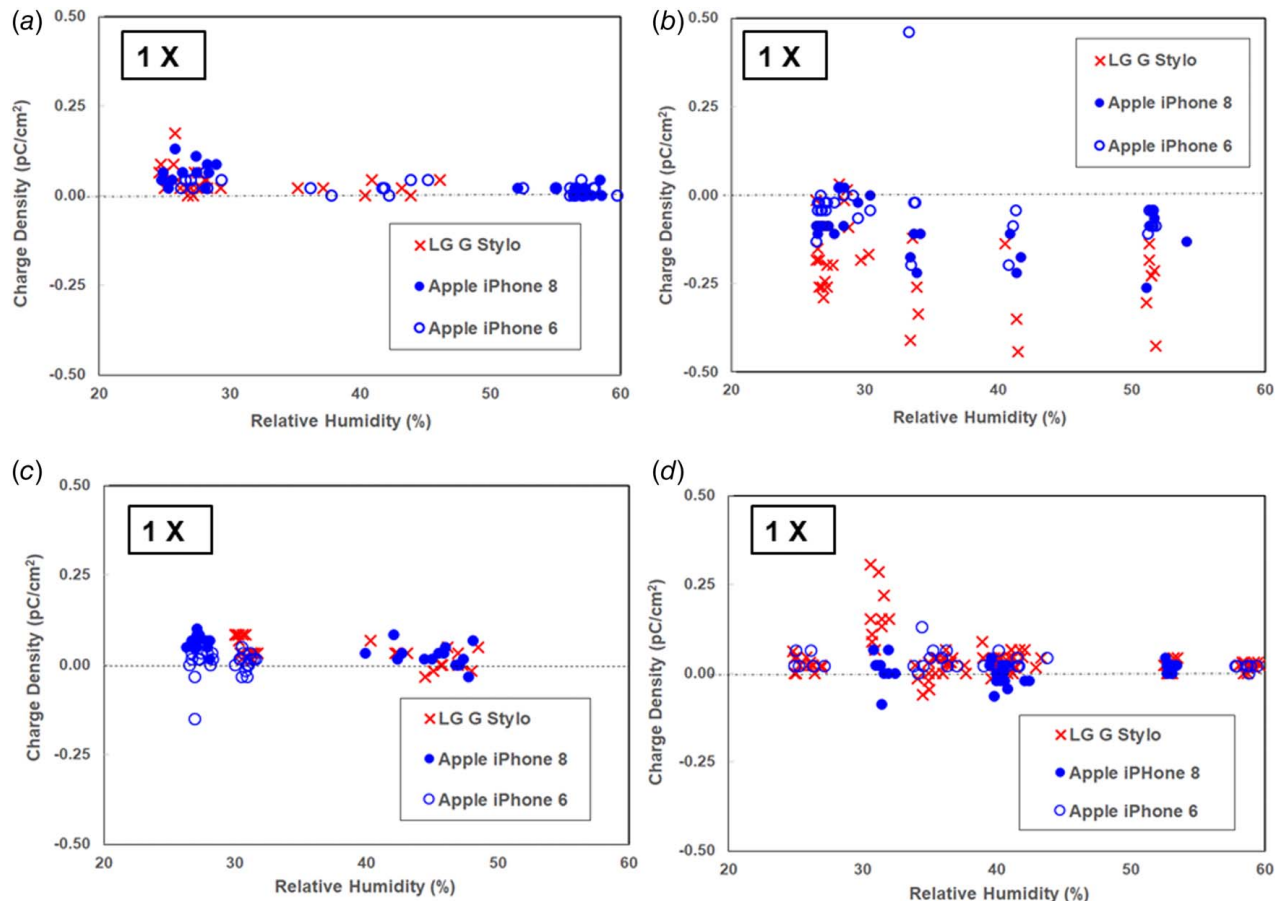 (a)
0.50
1 X
0.25
0.00
-0.25
-0.50
Charge Density (pC/cm²)
LG G Stylo
Apple iPhone 8
Apple iPhone 6
20 30 40 50 60
Relative Humidity (%)
(b)
0.50
1 X
0.25
0.00
-0.25
-0.50
Charge Density (pC/cm²)
LG G Stylo
Apple iPhone 8
Apple iPhone 6
20 30 40 50 60
Relative Humidity (%)
(c)
0.50
1 X
0.25
0.00
-0.25
-0.50
Charge Density (pC/cm²)
LG G Stylo
Apple iPhone 8
Apple iPhone 6
20 30 40 50 60
Relative Humidity (%)
(d)
0.50
1 X
0.25
0.00
-0.25
-0.50
Charge Density (pC/cm²)
LG G Stylo
Apple iPHone 8
Apple iPhone 6
20 30 40 50 60
Relative Humidity (%)